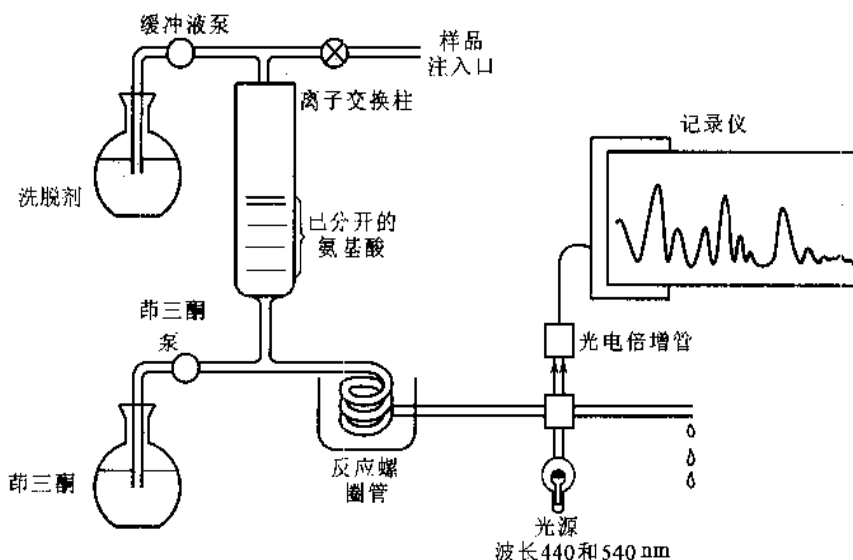 缓冲液泵
样品
注入口
离子交换柱
记录仪
洗脱剂
已分开的
氨基酸
茚三酮
泵
光电倍增管
茚三酮
反应螺
圈管
光源
波长440和540nm